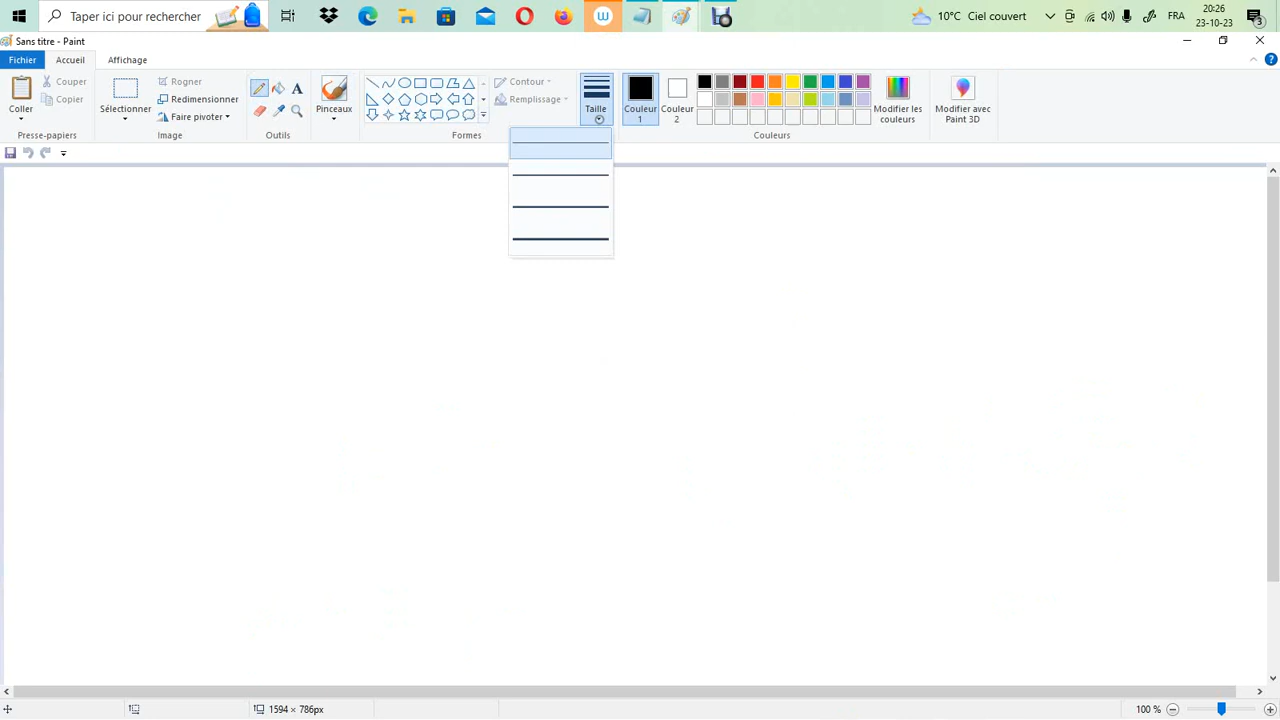 Taper ici pour rechercher
10°C Ciel couvert
FRA
20:26
23-10-23
3
Sans titre - Paint
Fichier Accueil Affichage
Coller
Couper
Copier
Presse-papiers
Sélectionner
Rogner
Redimensionner
Faire pivoter
Image
A
Outils
Pinceaux
Contour
Remplissage
Formes
Taille
Couleur
1
Couleur
2
Modifier les
couleurs
Couleurs
Modifier avec
Paint 3D
1594 × 786px
100 %